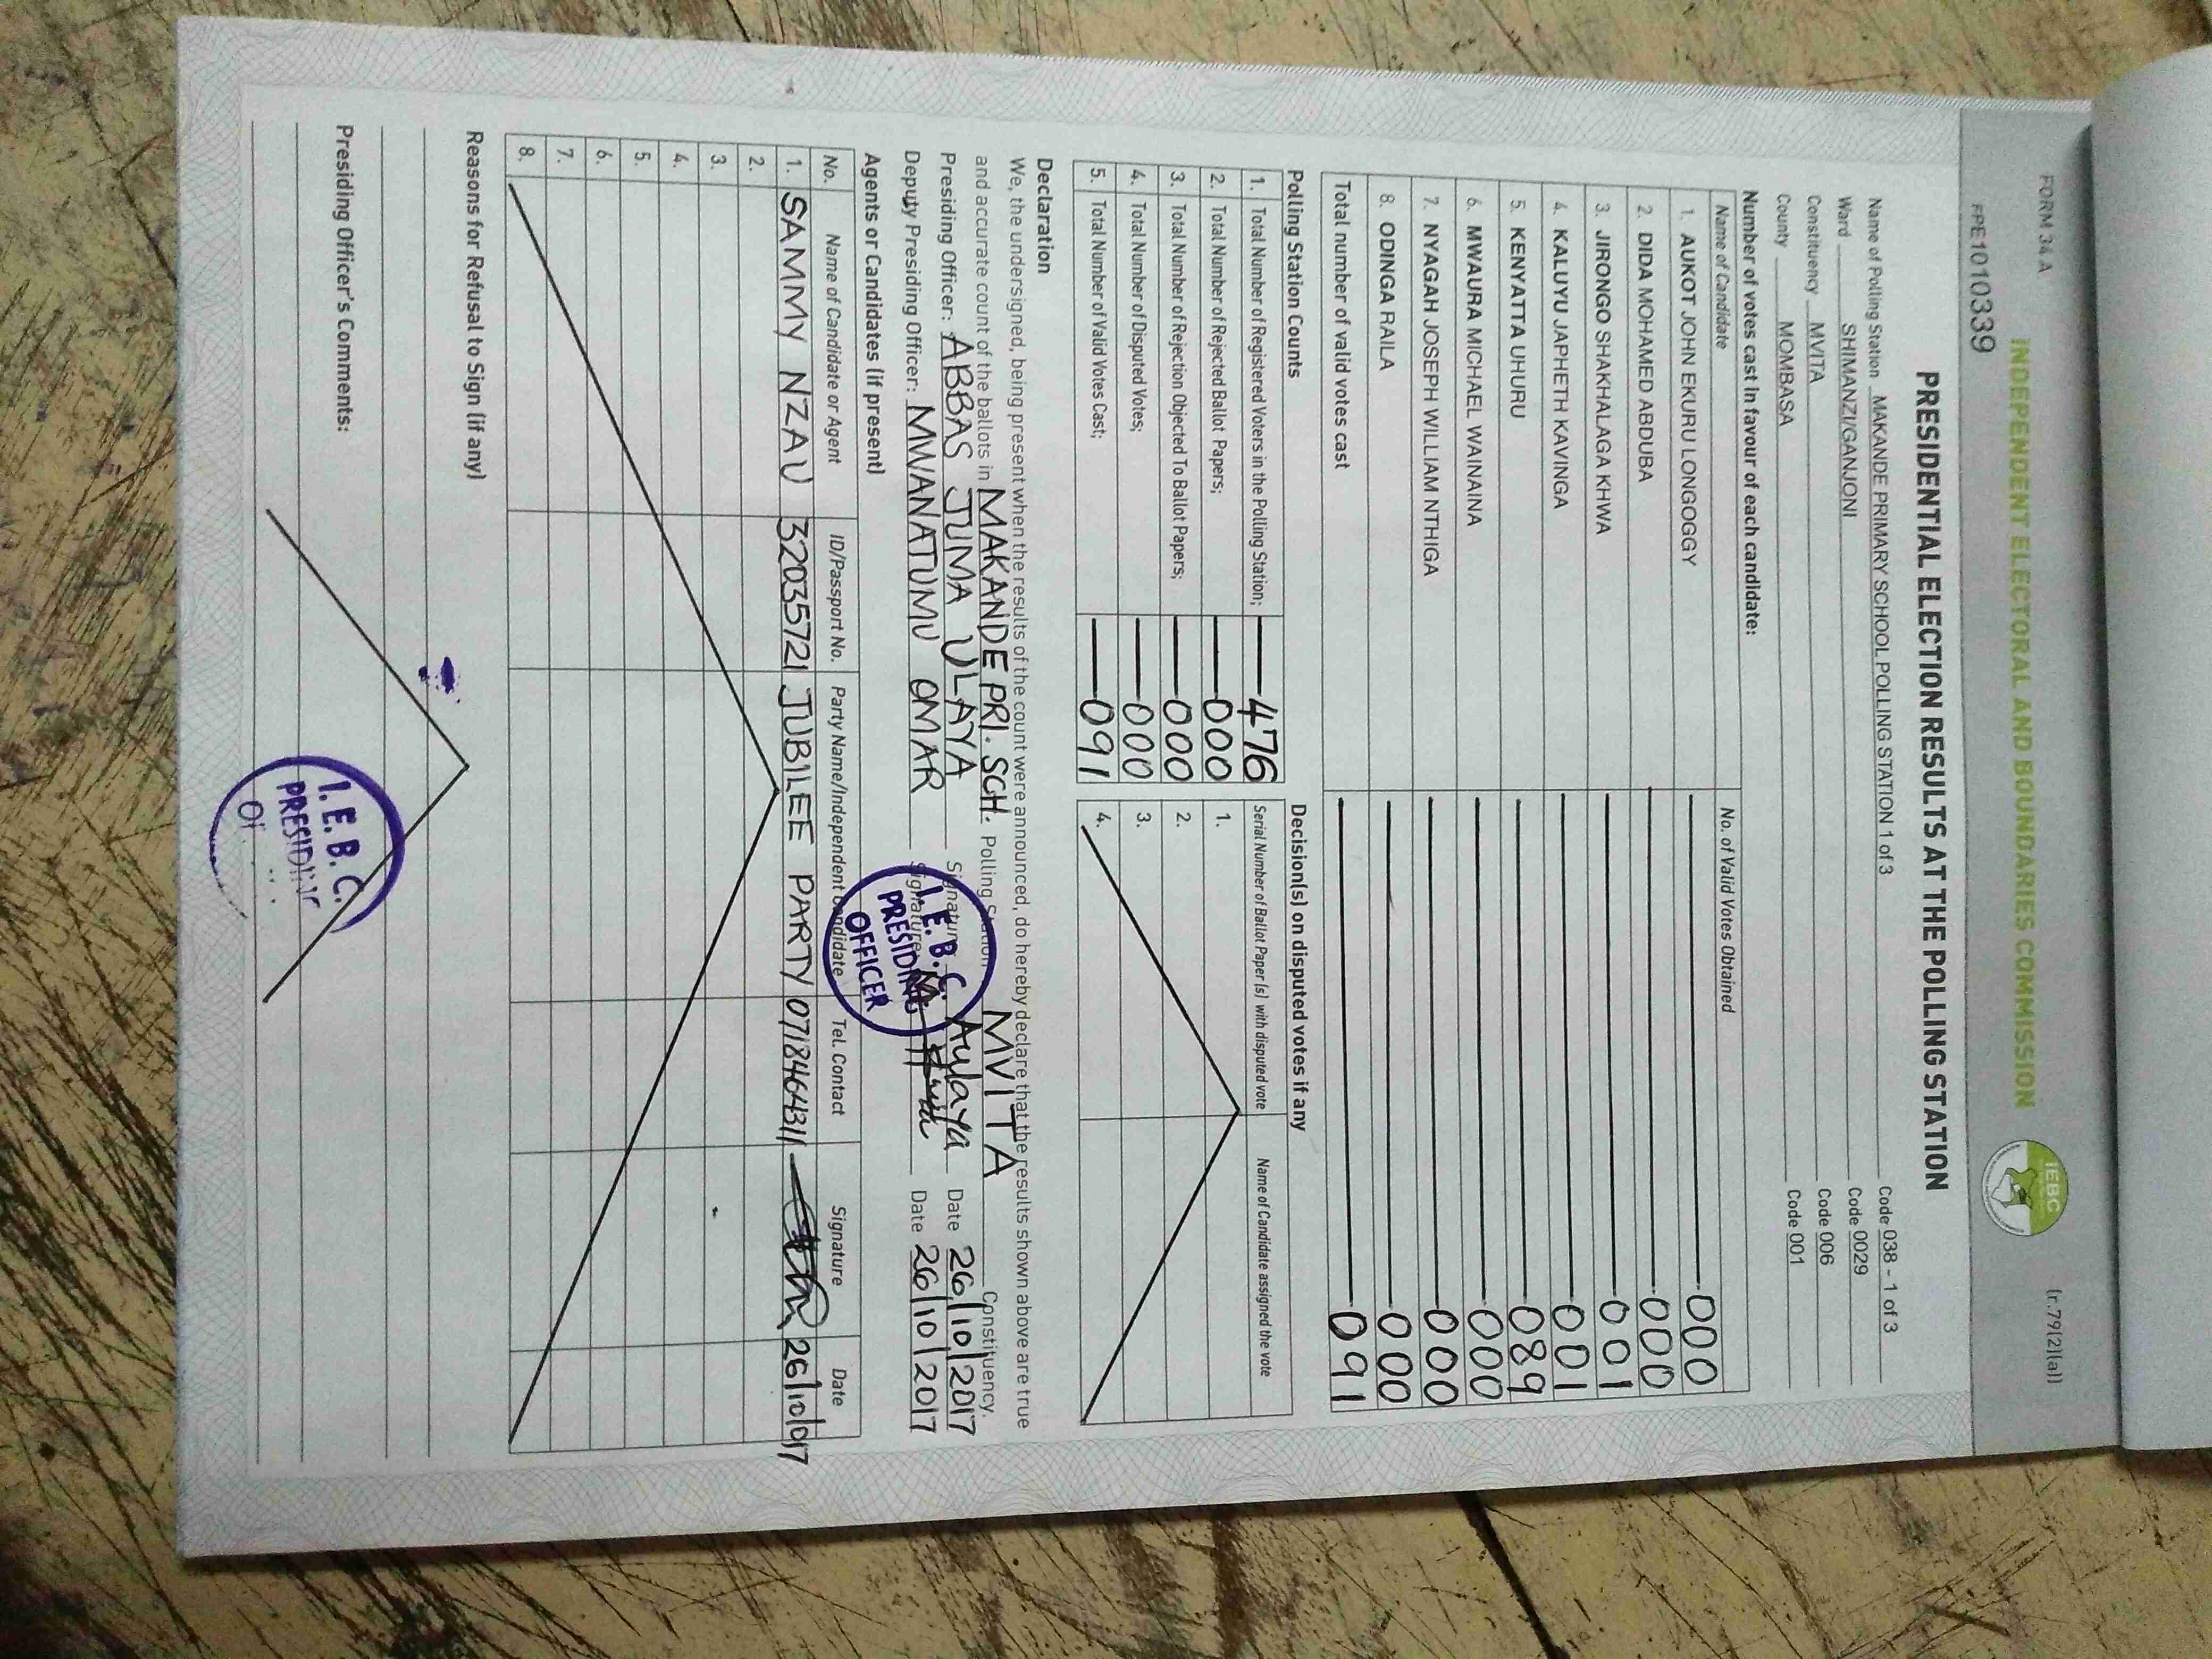 FORM 34 A
(r.79(2)(a))
INDEPENDENT ELECTORAL AND BOUNDARIES COMMISSION
IEBC
FPE1010339
PRESIDENTIAL ELECTION RESULTS AT THE POLLING STATION
Name of Polling Station MAKANDE PRIMARY SCHOOL POLLING STATION 1 of 3 Code 038 - 1 of 3
Ward SHIMANZI/GANJONI Code 0029
Constituency MVITA Code 006
County MOMBASA Code 001
Number of votes cast in favour of each candidate:
Name of Candidate No. of Valid Votes Obtained
1. AUKOT JOHN EKURU LONGOGGY 000
2. DIDA MOHAMED ABDUBA 000
3. JIRONGO SHAKHALAGA KHWA 001
4. KALUYU JAPHETH KAVINGA 001
5. KENYATTA UHURU 089
6. MWAURA MICHAEL WAINAINA 000
7. NYAGAH JOSEPH WILLIAM NTHIGA 000
8. ODINGA RAILA 000
Total number of valid votes cast 091
Polling Station Counts
1. Total Number of Registered Voters in the Polling Station; 476
2. Total Number of Rejected Ballot Papers; 000
3. Total Number of Rejection Objected To Ballot Papers; 000
4. Total Number of Disputed Votes; 000
5. Total Number of Valid Votes Cast; 091
Decision(s) on disputed votes if any
Serial Number of Ballot Paper (s) with disputed vote Name of Candidate assigned the vote
1.
2.
3.
4.
Declaration
We, the undersigned, being present when the results of the count were announced, do hereby declare that the results shown above are true
and accurate count of the ballots in MAKANDE PRI. SCH. Polling Station MVITA Constituency.
Presiding Officer: ABBAS JUMA ULAYA Signature Aulaya Date 26/10/2017
Deputy Presiding Officer: MWANATUMU OMAR Signature Date 26/10/2017
I.E.B.C.
PRESIDING
OFFICER
Agents or Candidates (if present)
No. Name of Candidate or Agent ID/Passport No. Party Name/Independent Candidate Tel. Contact Signature Date
1. SAMMY NZAU 32035721 JUBILEE PARTY 0718464311 26/10/017
2.
3.
4.
5.
6.
7.
8.
Reasons for Refusal to Sign (if any)
Presiding Officer's Comments:
I.E.B.C.
PRESIDING